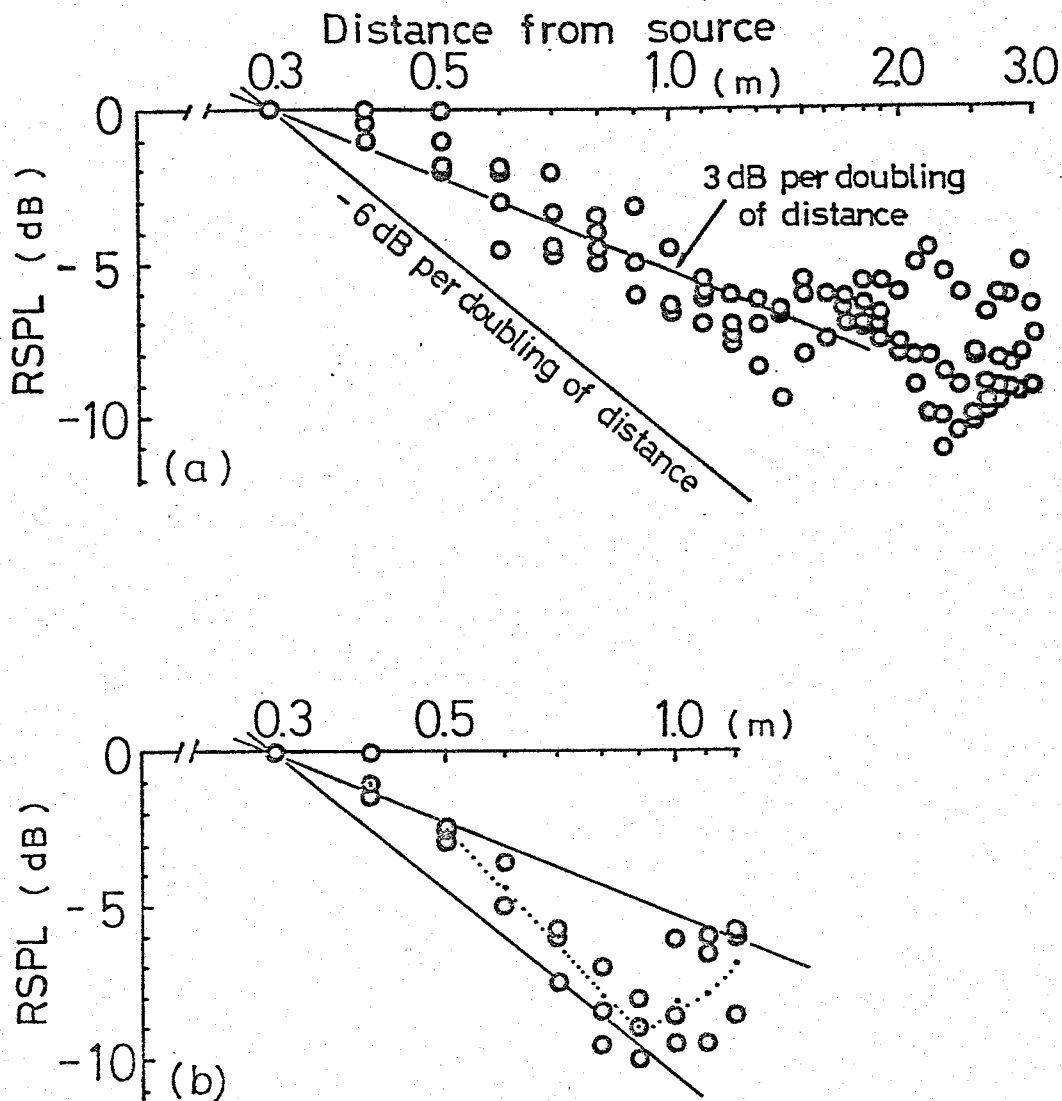 Distance from source
0.3 0.5 1.0 (m) 2.0 3.0
0
-5
-10
RSPL (dB)
3 dB per doubling
of distance
-6 dB per doubling of distance
(a)
0.3 0.5 1.0 (m)
0
-5
-10
RSPL (dB)
(b)